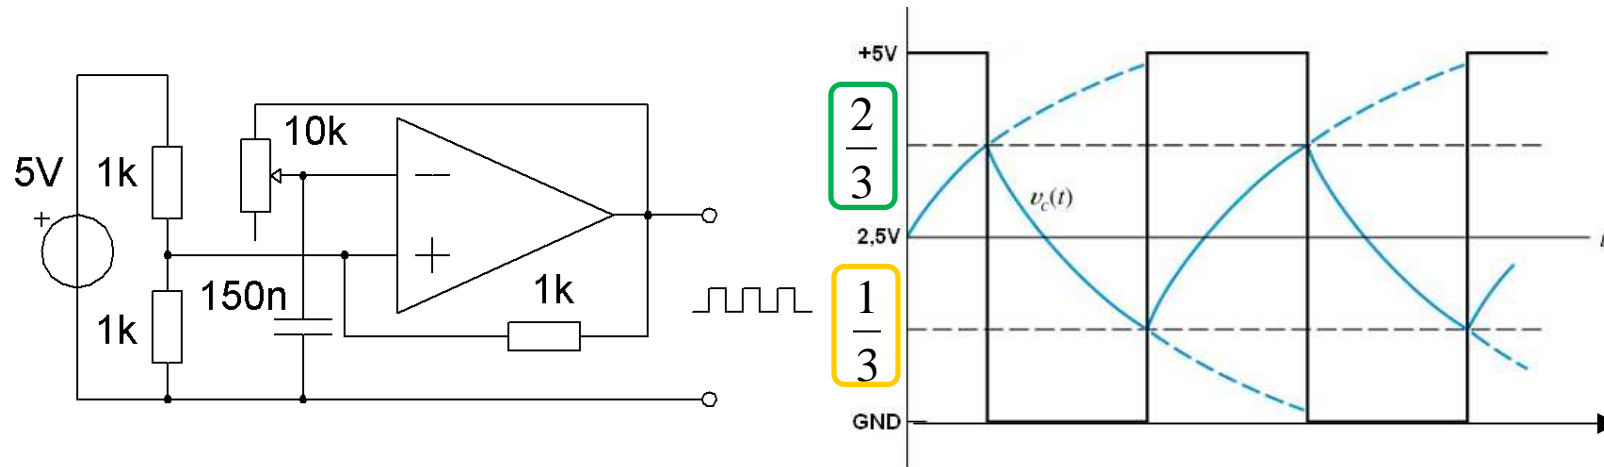 5V
+
1k
1k
10k
150n
−
+
1k
+5V
2
3
2,5V
1
3
GND
v_c(t)